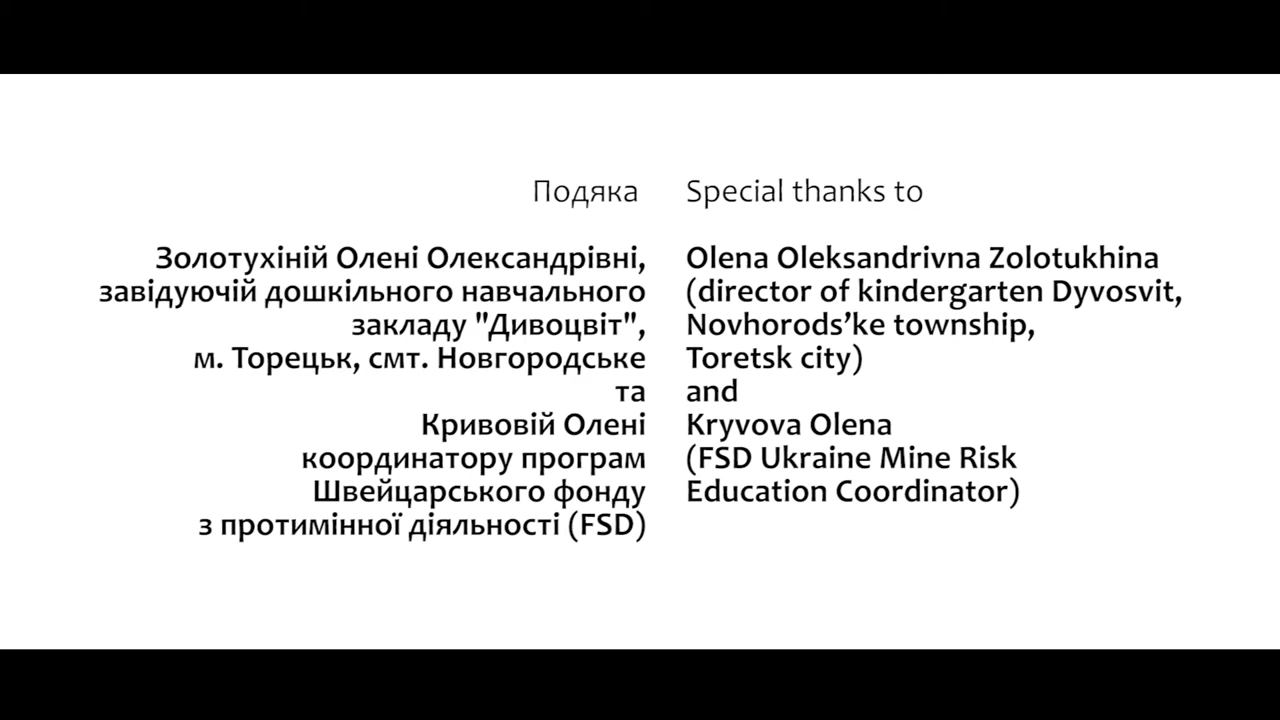 Подяка
Золотухіній Олені Олександрівні,
завідуючій дошкільного навчального
закладу "Дивоцвіт",
м. Торецьк, смт. Новгородське
та
Кривовій Олені
координатору програм
Швейцарського фонду
з протимінної діяльності (FSD)
Special thanks to
Olena Oleksandrivna Zolotukhina
(director of kindergarten Dyvosvit,
Novhorods’ke township,
Toretsk city)
and
Kryvova Olena
(FSD Ukraine Mine Risk
Education Coordinator)